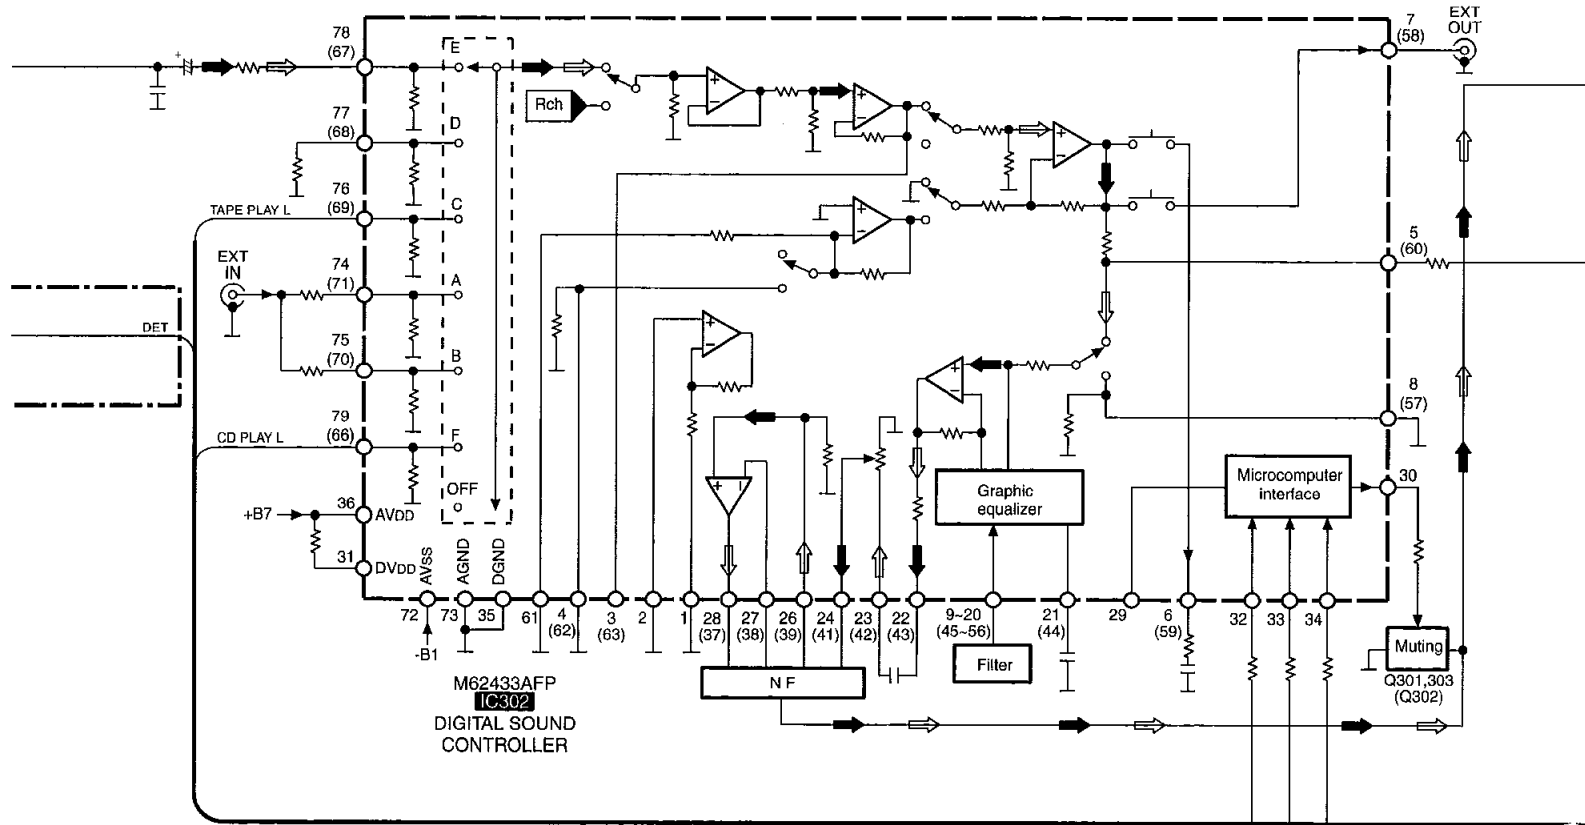 78
(67)
E
7
(58)
EXT
OUT
+
Rch
+
−
+
−
+
−
77
(68)
D
76
(69)
TAPE PLAY L
C
+
−
5
(60)
EXT
IN
74
(71)
A
DET
75
(70)
B
+
−
79
(66)
CD PLAY L
F
+
−
8
(57)
OFF
+B7
36
AVDD
31
DVDD
+
−
Graphic
equalizer
Microcomputer
interface
30
AVSS
AGND
DGND
72
73
35
61
4
(62)
3
(63)
2
1
28
(37)
27
(38)
26
(39)
24
(41)
23
(42)
22
(43)
9~20
(45~56)
21
(44)
29
6
(59)
32
33
34
-B1
Filter
Muting
Q301,303
(Q302)
N F
M62433AFP
IC302
DIGITAL SOUND
CONTROLLER